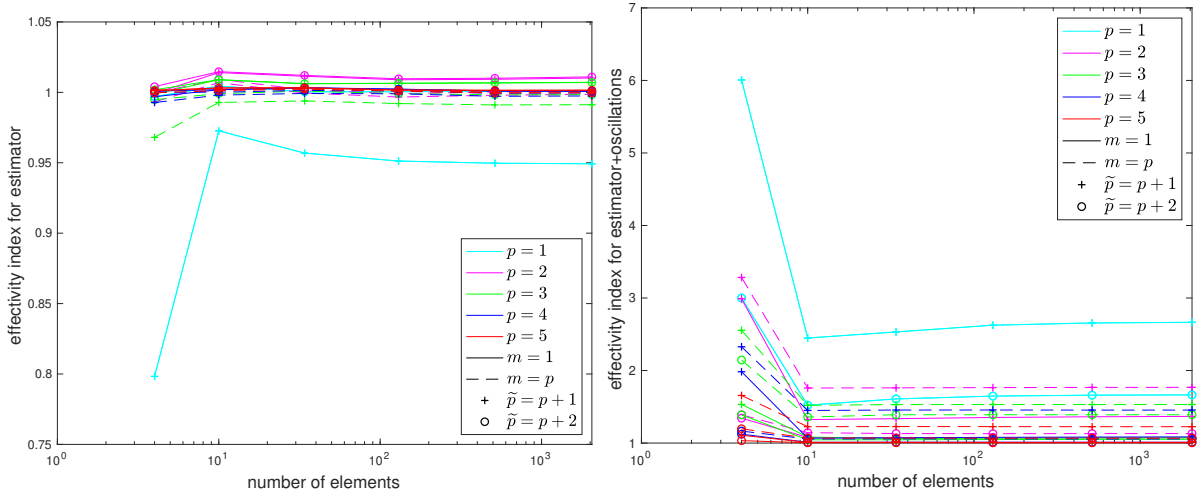 1.05
1
0.95
0.9
0.85
0.8
0.75
effectivity index for estimator
10^0
10^1
10^2
10^3
number of elements
p = 1
p = 2
p = 3
p = 4
p = 5
m = 1
m = p
p̃ = p + 1
p̃ = p + 2
7
6
5
4
3
2
1
effectivity index for estimator+oscillations
10^0
10^1
10^2
10^3
number of elements
p = 1
p = 2
p = 3
p = 4
p = 5
m = 1
m = p
p̃ = p + 1
p̃ = p + 2